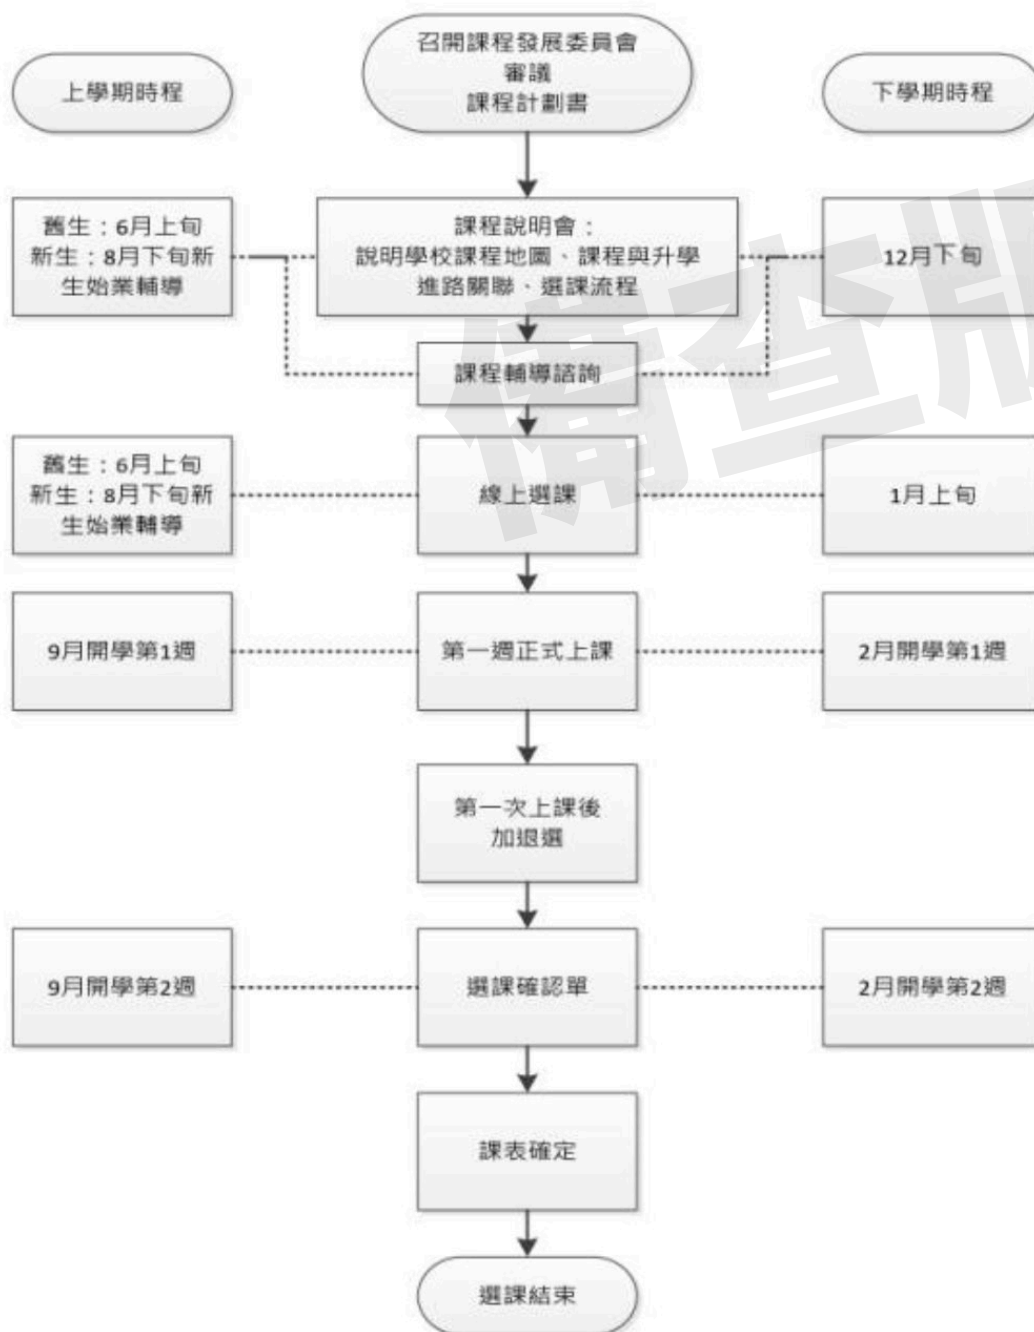 召開課程發展委員會
審議
課程計劃書
上學期時程
下學期時程
舊生：6月上旬
新生：8月下旬新
生始業輔導
課程說明會：
說明學校課程地圖、課程與升學
進路關聯、選課流程
12月下旬
課程輔導諮詢
舊生：6月上旬
新生：8月下旬新
生始業輔導
線上選課
1月上旬
9月開學第1週
第一週正式上課
2月開學第1週
第一次上課後
加退選
9月開學第2週
選課確認單
2月開學第2週
課表確定
選課結束
備查版